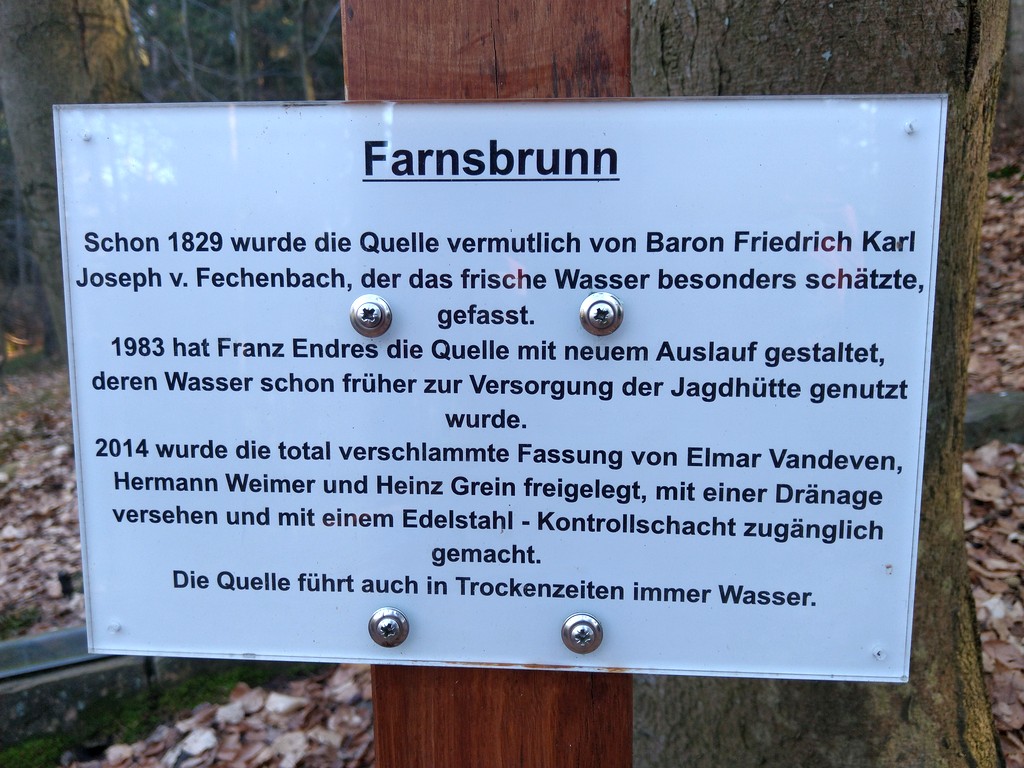 Farnsbrunn
Schon 1829 wurde die Quelle vermutlich von Baron Friedrich Karl
Joseph v. Fechenbach, der das frische Wasser besonders schätzte,
gefasst.
1983 hat Franz Endres die Quelle mit neuem Auslauf gestaltet,
deren Wasser schon früher zur Versorgung der Jagdhütte genutzt
wurde.
2014 wurde die total verschlammte Fassung von Elmar Vandeven,
Hermann Weimer und Heinz Grein freigelegt, mit einer Dränage
versehen und mit einem Edelstahl - Kontrollschacht zugänglich
gemacht.
Die Quelle führt auch in Trockenzeiten immer Wasser.